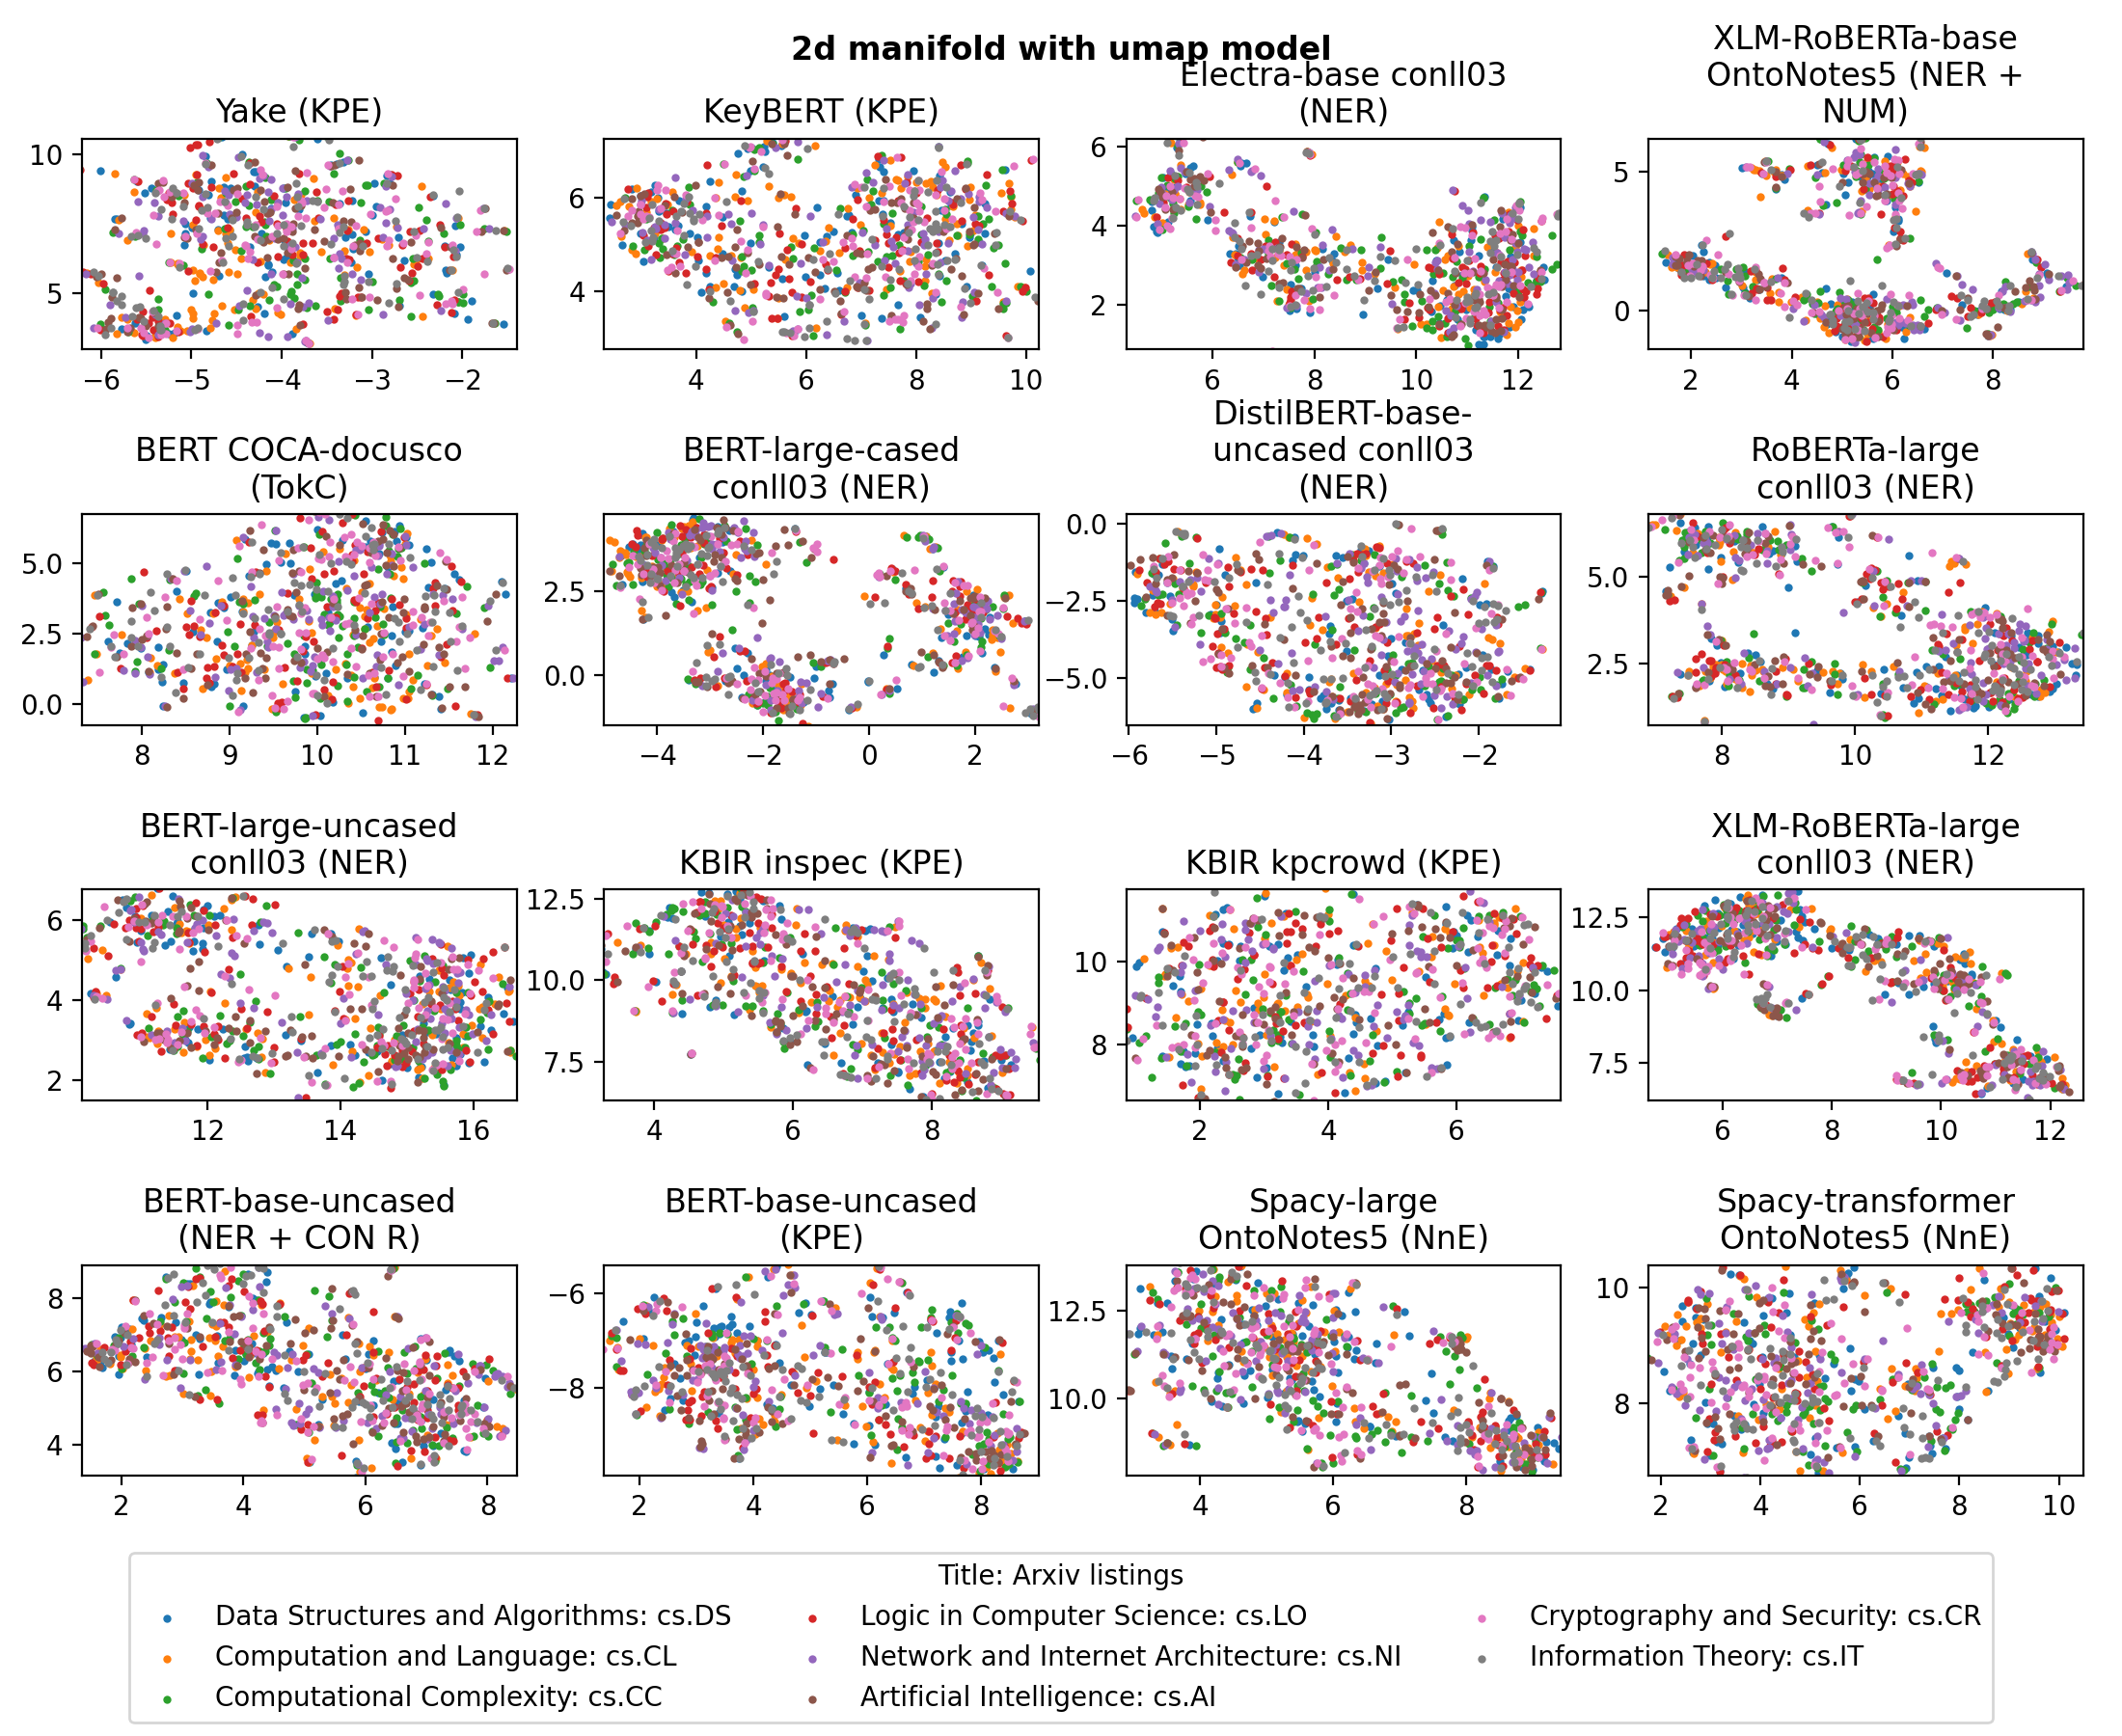 2d manifold with umap model
Yake (KPE)
10
5
−6 −5 −4 −3 −2
KeyBERT (KPE)
6
4
4 6 8 10
Electra-base conll03
(NER)
6
4
2
6 8 10 12
XLM-RoBERTa-base
OntoNotes5 (NER +
NUM)
5
0
2 4 6 8
BERT COCA-docusco
(TokC)
5.0
2.5
0.0
8 9 10 11 12
BERT-large-cased
conll03 (NER)
2.5
0.0
−4 −2 0 2
DistilBERT-base-
uncased conll03
(NER)
0.0
−2.5
−5.0
−6 −5 −4 −3 −2
RoBERTa-large
conll03 (NER)
5.0
2.5
8 10 12
BERT-large-uncased
conll03 (NER)
6
4
2
12 14 16
KBIR inspec (KPE)
12.5
10.0
7.5
4 6 8
KBIR kpcrowd (KPE)
10
8
2 4 6
XLM-RoBERTa-large
conll03 (NER)
12.5
10.0
7.5
6 8 10 12
BERT-base-uncased
(NER + CON R)
8
6
4
2 4 6 8
BERT-base-uncased
(KPE)
−6
−8
2 4 6 8
Spacy-large
OntoNotes5 (NnE)
12.5
10.0
4 6 8
Spacy-transformer
OntoNotes5 (NnE)
10
8
2 4 6 8 10
Title: Arxiv listings
Data Structures and Algorithms: cs.DS
Computation and Language: cs.CL
Computational Complexity: cs.CC
Logic in Computer Science: cs.LO
Network and Internet Architecture: cs.NI
Artificial Intelligence: cs.AI
Cryptography and Security: cs.CR
Information Theory: cs.IT